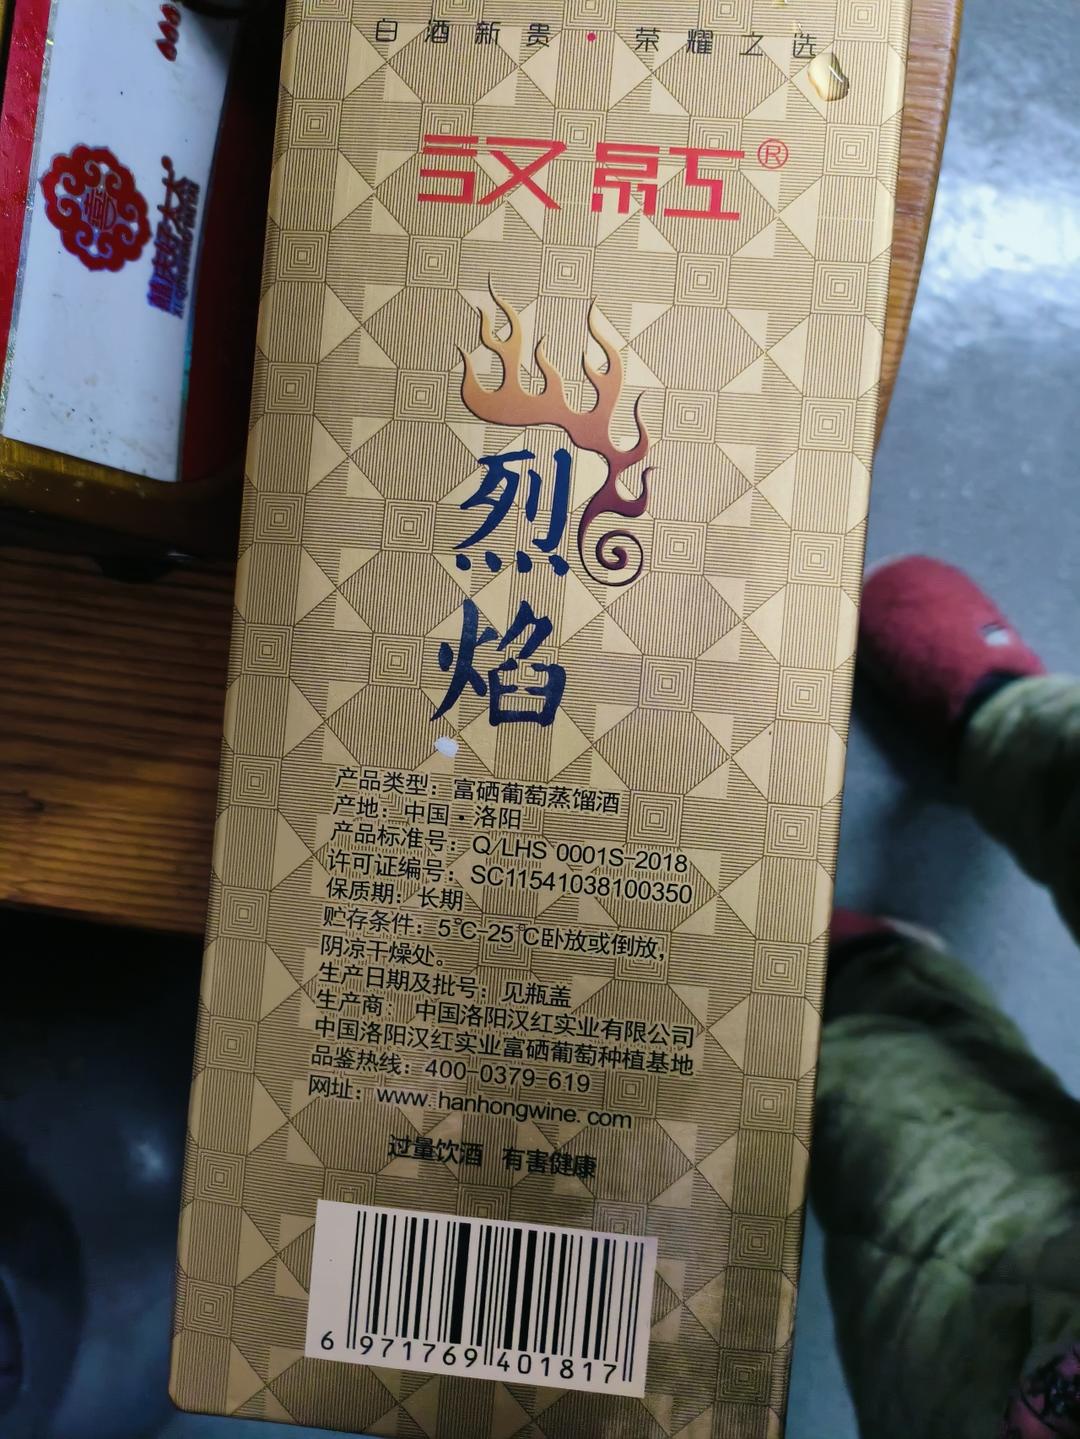 白酒新贵·荣耀之选
汉红®
烈
焰
产品类型：富硒葡萄蒸馏酒
产地：中国·洛阳
产品标准号：Q/LHS 0001S-2018
许可证编号：SC11541038100350
保质期：长期
贮存条件：5℃-25℃卧放或倒放，
阴凉干燥处。
生产日期及批号：见瓶盖
生产商：中国洛阳汉红实业有限公司
中国洛阳汉红实业富硒葡萄种植基地
品鉴热线：400-0379-619
网址：www.hanhongwine.com
过量饮酒 有害健康
6 971769 401817